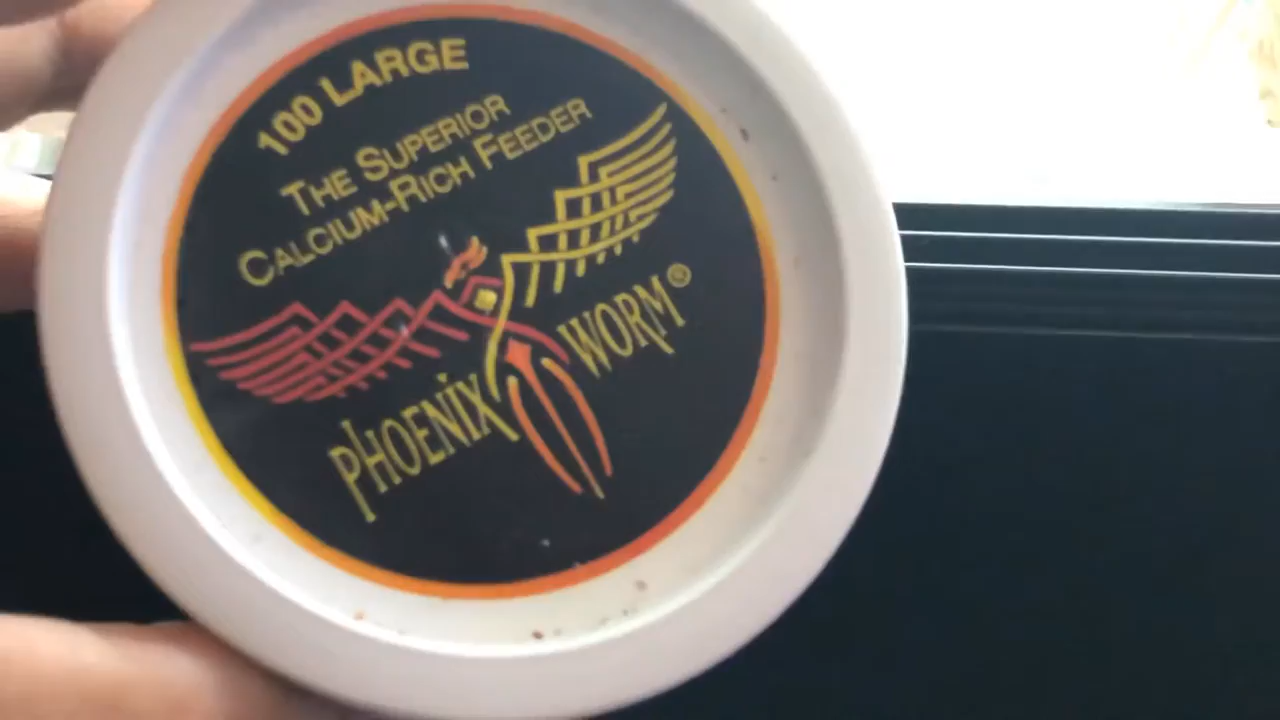 100 LARGE
THE SUPERIOR
CALCIUM-RICH FEEDER
PHOENIX WORM®